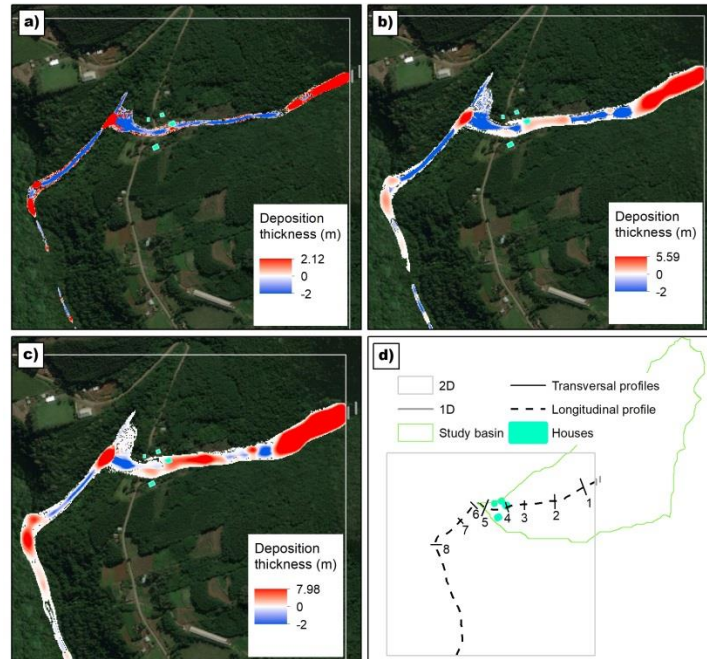 a)
Deposition
thickness (m)
2.12
0
-2
b)
Deposition
thickness (m)
5.59
0
-2
c)
Deposition
thickness (m)
7.98
0
-2
d)
2D
Transversal profiles
1D
Longitudinal profile
Study basin
Houses
1
2
3
4
5
6
7
8